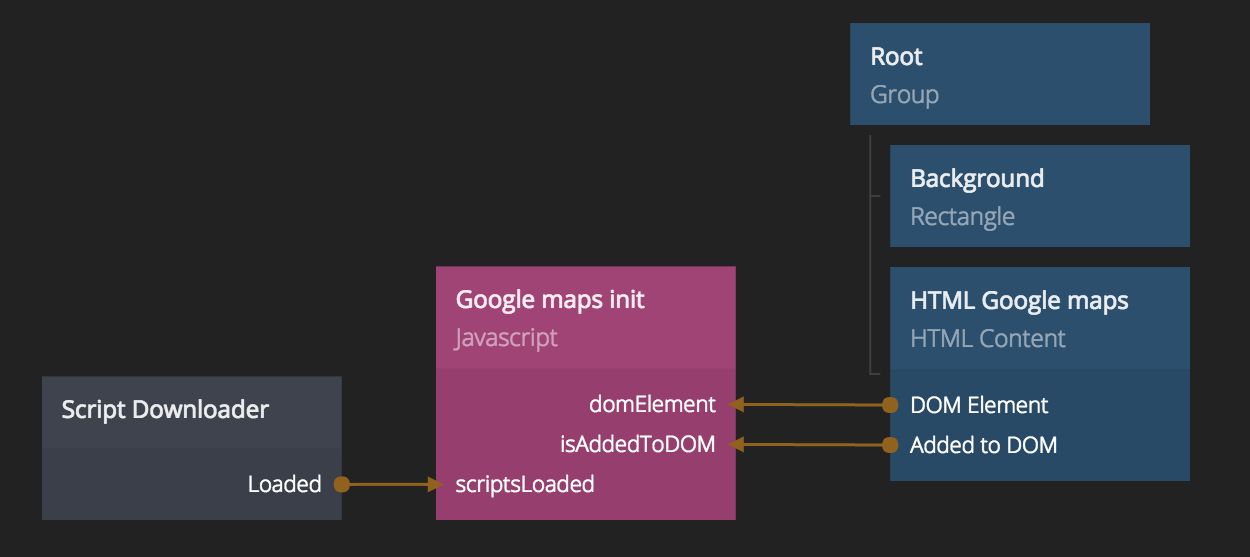 Root
Group
Background
Rectangle
Google maps init
Javascript
HTML Google maps
HTML Content
Script Downloader
domElement
DOM Element
isAddedToDOM
Added to DOM
Loaded
scriptsLoaded